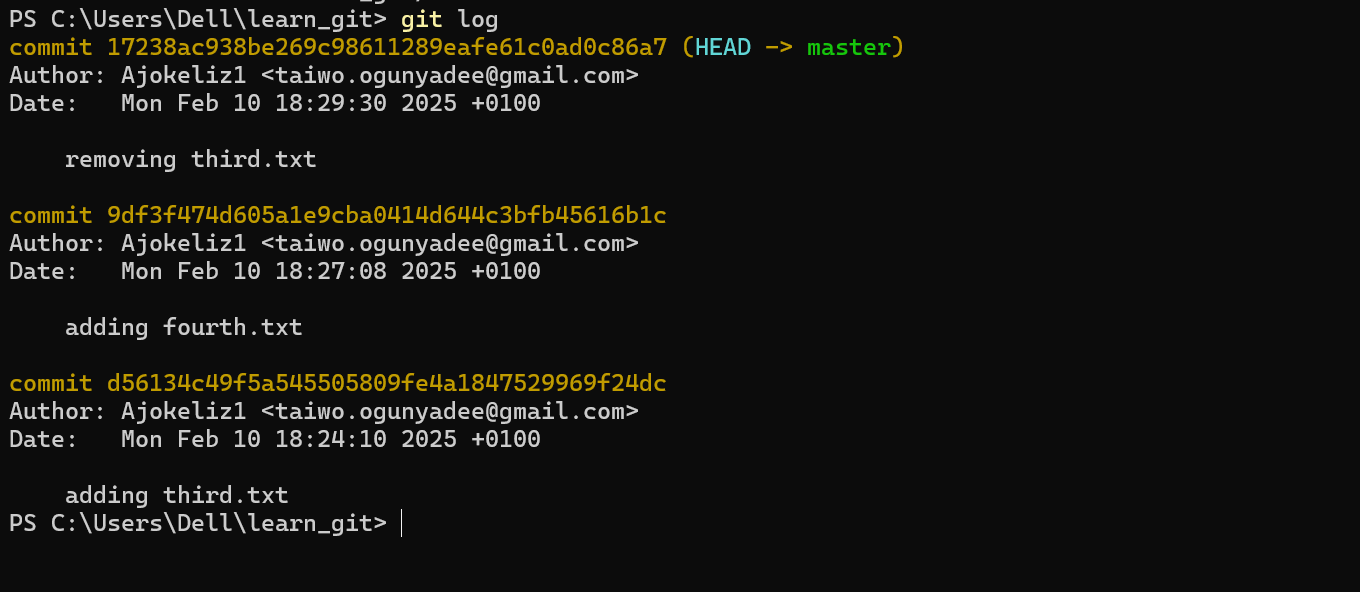 PS C:\Users\Dell\learn_git> git log
commit 17238ac938be269c98611289eafe61c0ad0c86a7 (HEAD -> master)
Author: Ajokeliz1 <taiwo.ogunyadee@gmail.com>
Date:   Mon Feb 10 18:29:30 2025 +0100
    removing third.txt
commit 9df3f474d605a1e9cba0414d644c3bfb45616b1c
Author: Ajokeliz1 <taiwo.ogunyadee@gmail.com>
Date:   Mon Feb 10 18:27:08 2025 +0100
    adding fourth.txt
commit d56134c49f5a545505809fe4a1847529969f24dc
Author: Ajokeliz1 <taiwo.ogunyadee@gmail.com>
Date:   Mon Feb 10 18:24:10 2025 +0100
    adding third.txt
PS C:\Users\Dell\learn_git>